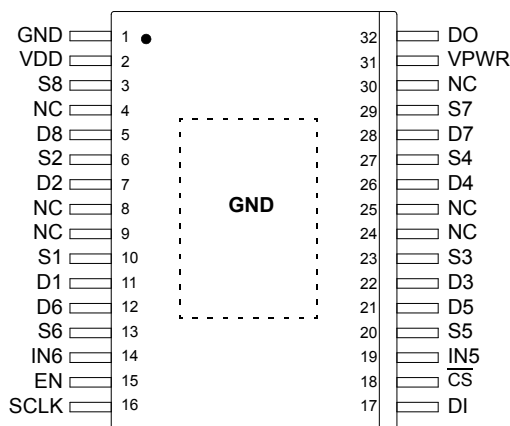 GND 1 32 DO
VDD 2 31 VPWR
S8 3 30 NC
NC 4 29 S7
D8 5 28 D7
S2 6 27 S4
D2 7 26 D4
NC 8 GND 25 NC
NC 9 24 NC
S1 10 23 S3
D1 11 22 D3
D6 12 21 D5
S6 13 20 S5
IN6 14 19 IN5
EN 15 18 C̅S̅
SCLK 16 17 DI